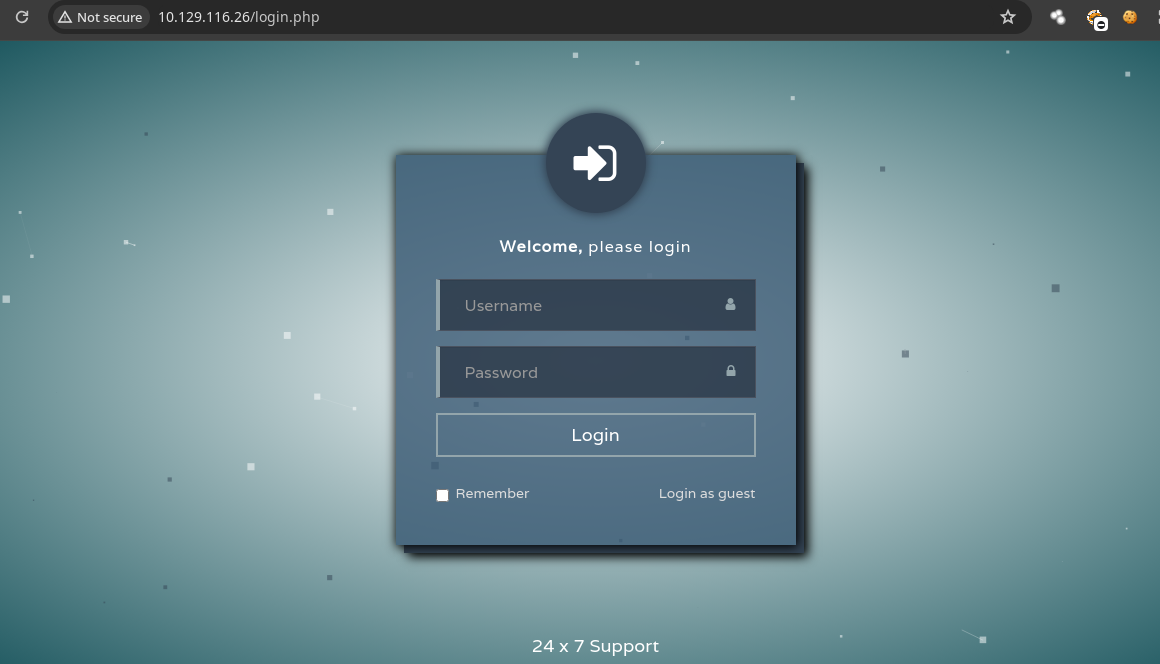 Not secure 10.129.116.26/login.php
Welcome, please login
Username
Password
Login
Remember Login as guest
24 x 7 Support